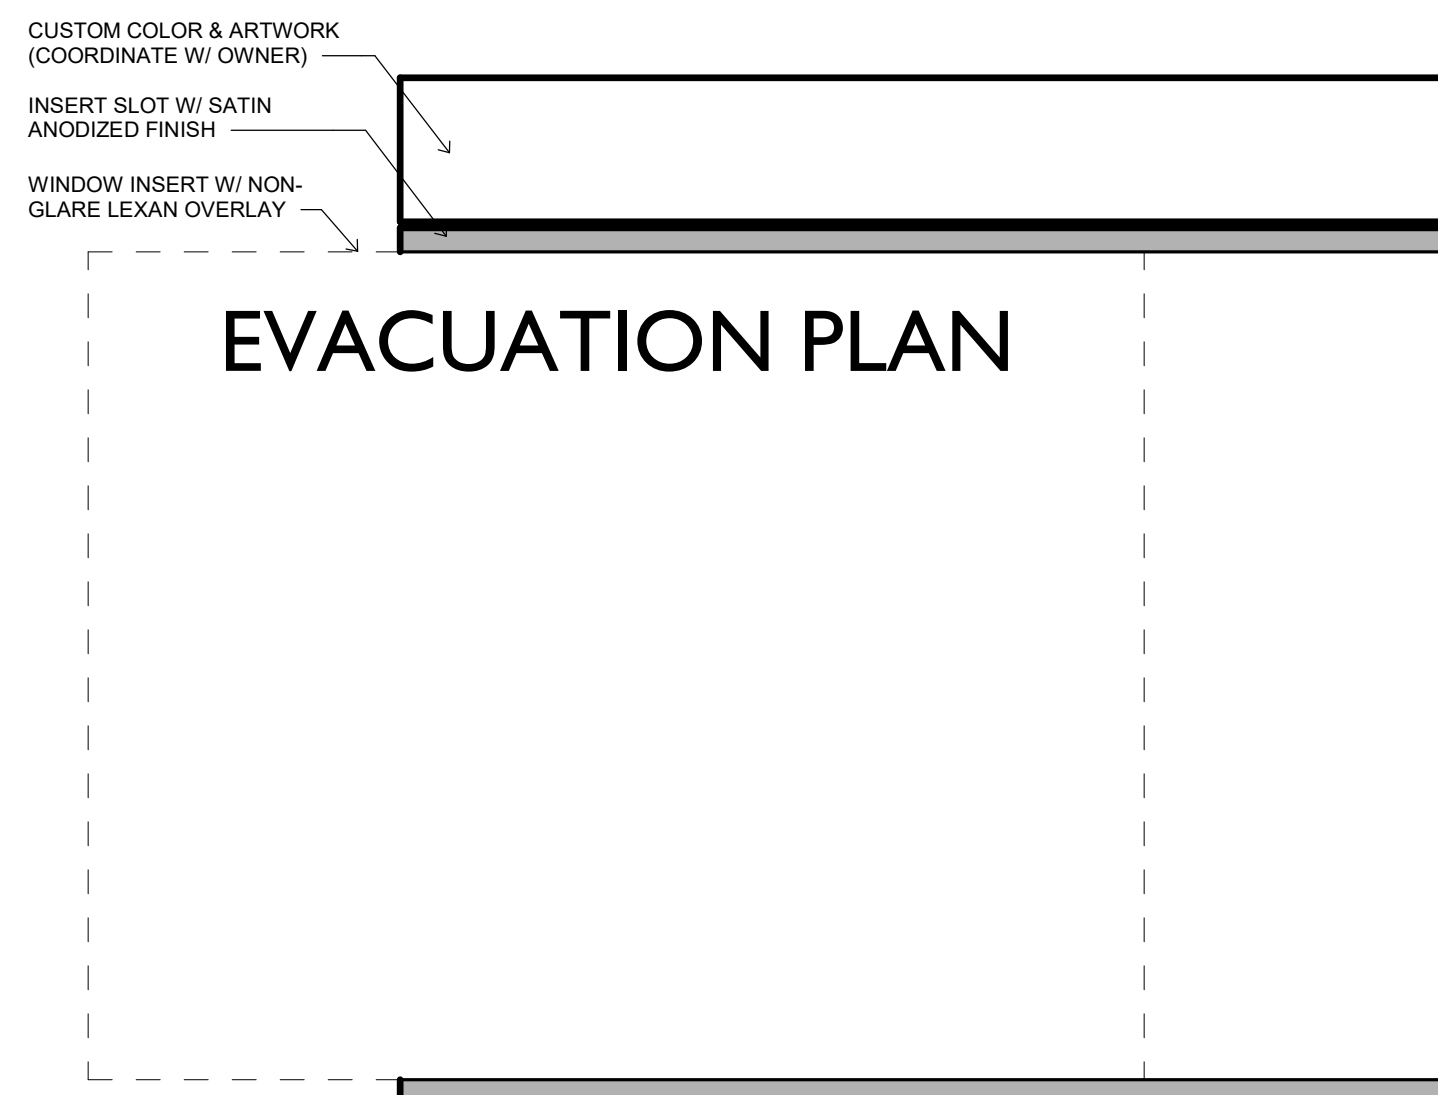 CUSTOM COLOR & ARTWORK
(COORDINATE W/ OWNER)
INSERT SLOT W/ SATIN
ANODIZED FINISH
WINDOW INSERT W/ NON-
GLARE LEXAN OVERLAY
EVACUATION PLAN